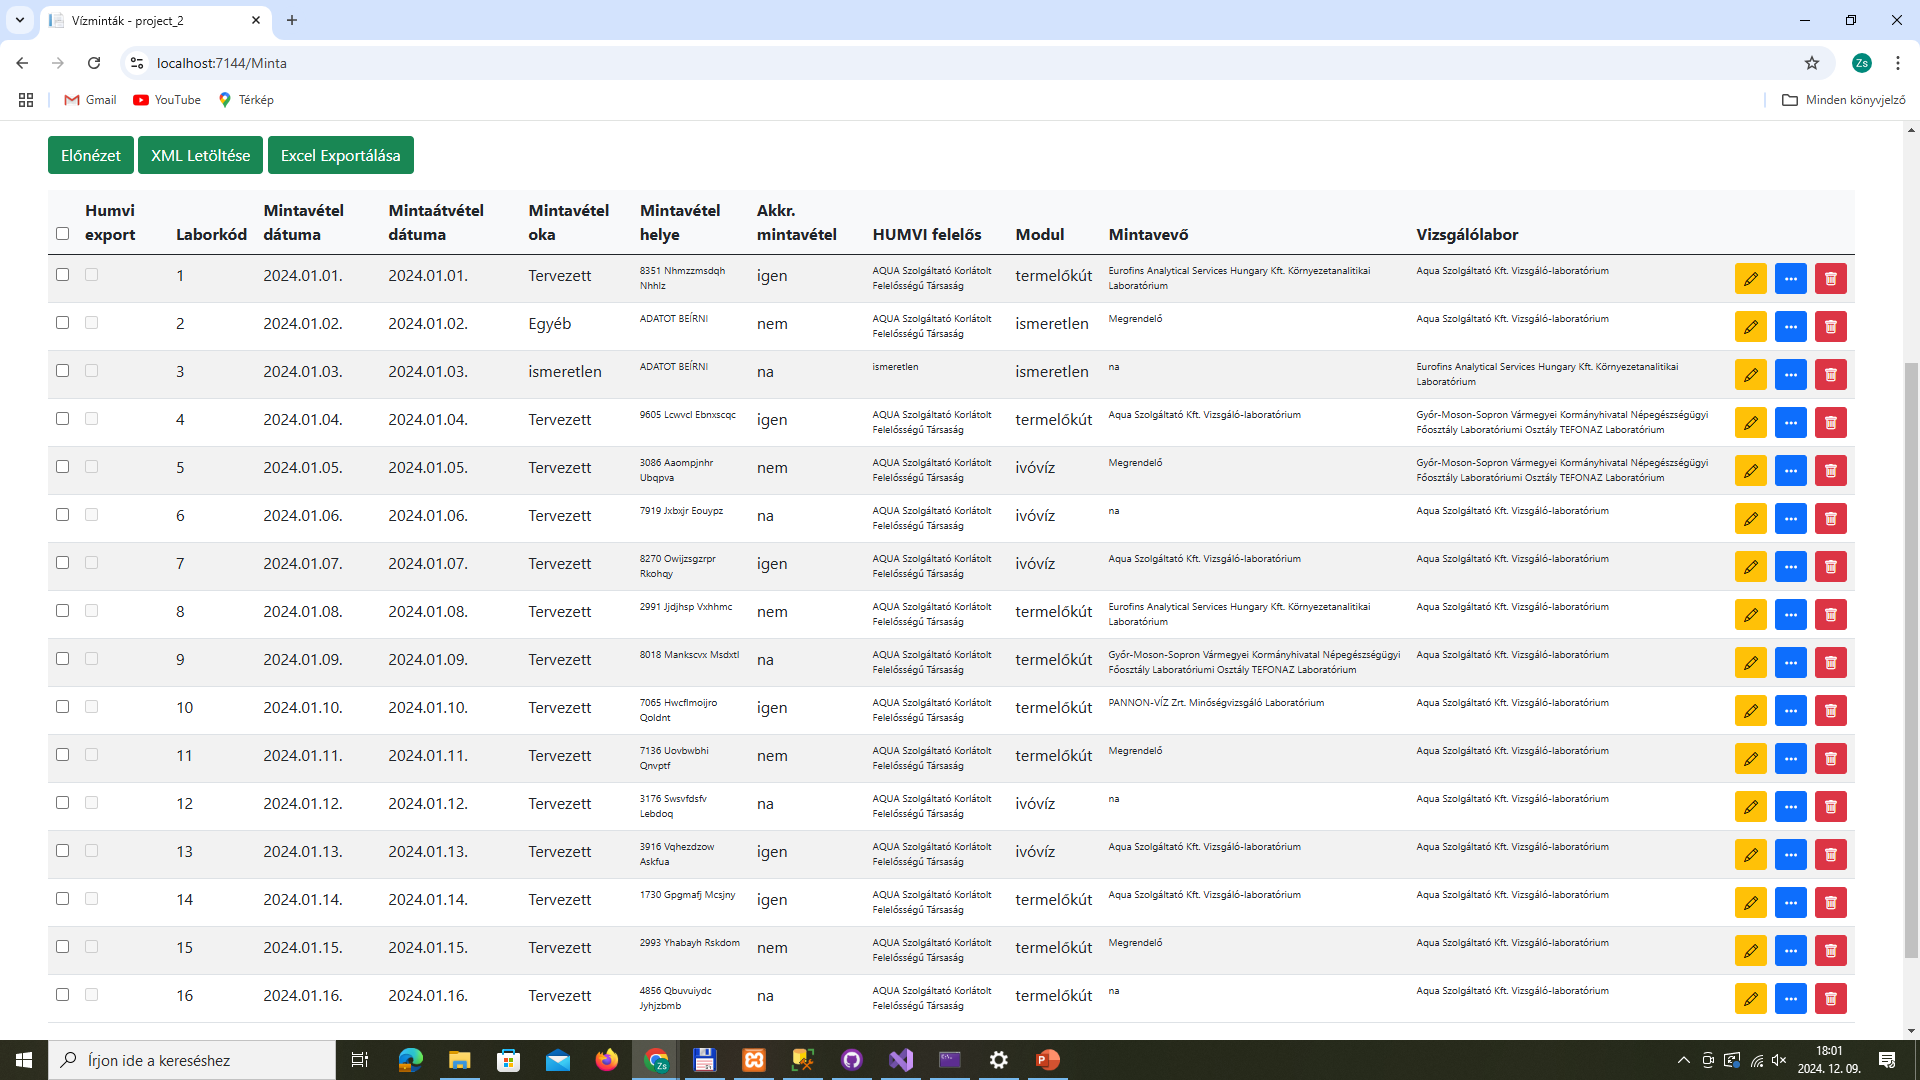 Vízminták - project_2
localhost:7144/Minta
Zs
Gmail
YouTube
Térkép
Minden könyvjelző
Előnézet
XML Letöltése
Excel Exportálása
Humvi export Laborkód Mintavétel dátuma Mintaátvétel dátuma Mintavétel oka Mintavétel helye Akkr. mintavétel HUMVI felelős Modul Mintavevő Vizsgálólabor
1 2024.01.01. 2024.01.01. Tervezett 8351 Nhmzzmsdqh Nhhlz igen AQUA Szolgáltató Korlátolt Felelősségű Társaság termelőkút Eurofins Analytical Services Hungary Kft. Környezetanalitikai Laboratórium Aqua Szolgáltató Kft. Vizsgáló-laboratórium
2 2024.01.02. 2024.01.02. Egyéb ADATOT BEÍRNI nem AQUA Szolgáltató Korlátolt Felelősségű Társaság ismeretlen Megrendelő Aqua Szolgáltató Kft. Vizsgáló-laboratórium
3 2024.01.03. 2024.01.03. ismeretlen ADATOT BEÍRNI na ismeretlen ismeretlen na Eurofins Analytical Services Hungary Kft. Környezetanalitikai Laboratórium
4 2024.01.04. 2024.01.04. Tervezett 9605 Lcwvcl Ebnxscqc igen AQUA Szolgáltató Korlátolt Felelősségű Társaság termelőkút Aqua Szolgáltató Kft. Vizsgáló-laboratórium Győr-Moson-Sopron Vármegyei Kormányhivatal Népegészségügyi Főosztály Laboratóriumi Osztály TEFONAZ Laboratórium
5 2024.01.05. 2024.01.05. Tervezett 3086 Aaompjnhr Ubqpva nem AQUA Szolgáltató Korlátolt Felelősségű Társaság ivóvíz Megrendelő Győr-Moson-Sopron Vármegyei Kormányhivatal Népegészségügyi Főosztály Laboratóriumi Osztály TEFONAZ Laboratórium
6 2024.01.06. 2024.01.06. Tervezett 7919 Jxbxjr Eouypz na AQUA Szolgáltató Korlátolt Felelősségű Társaság ivóvíz na Aqua Szolgáltató Kft. Vizsgáló-laboratórium
7 2024.01.07. 2024.01.07. Tervezett 8270 Owijzsgzrpr Rkohqy igen AQUA Szolgáltató Korlátolt Felelősségű Társaság ivóvíz Aqua Szolgáltató Kft. Vizsgáló-laboratórium Aqua Szolgáltató Kft. Vizsgáló-laboratórium
8 2024.01.08. 2024.01.08. Tervezett 2991 Jjdjhsp Vxhhmc nem AQUA Szolgáltató Korlátolt Felelősségű Társaság termelőkút Eurofins Analytical Services Hungary Kft. Környezetanalitikai Laboratórium Aqua Szolgáltató Kft. Vizsgáló-laboratórium
9 2024.01.09. 2024.01.09. Tervezett 8018 Mankscvx Msdxtl na AQUA Szolgáltató Korlátolt Felelősségű Társaság termelőkút Győr-Moson-Sopron Vármegyei Kormányhivatal Népegészségügyi Főosztály Laboratóriumi Osztály TEFONAZ Laboratórium Aqua Szolgáltató Kft. Vizsgáló-laboratórium
10 2024.01.10. 2024.01.10. Tervezett 7065 Hwcflmoijro Qoldnt igen AQUA Szolgáltató Korlátolt Felelősségű Társaság termelőkút PANNON-VÍZ Zrt. Minőségvizsgáló Laboratórium Aqua Szolgáltató Kft. Vizsgáló-laboratórium
11 2024.01.11. 2024.01.11. Tervezett 7136 Uovbwbhi Qnvptf nem AQUA Szolgáltató Korlátolt Felelősségű Társaság termelőkút Megrendelő Aqua Szolgáltató Kft. Vizsgáló-laboratórium
12 2024.01.12. 2024.01.12. Tervezett 3176 Swsvfdsfv Lebdoq na AQUA Szolgáltató Korlátolt Felelősségű Társaság ivóvíz na Aqua Szolgáltató Kft. Vizsgáló-laboratórium
13 2024.01.13. 2024.01.13. Tervezett 3916 Vqhezdzow Askfua igen AQUA Szolgáltató Korlátolt Felelősségű Társaság ivóvíz Aqua Szolgáltató Kft. Vizsgáló-laboratórium Aqua Szolgáltató Kft. Vizsgáló-laboratórium
14 2024.01.14. 2024.01.14. Tervezett 1730 Gpgmafj Mcsjny igen AQUA Szolgáltató Korlátolt Felelősségű Társaság termelőkút Aqua Szolgáltató Kft. Vizsgáló-laboratórium Aqua Szolgáltató Kft. Vizsgáló-laboratórium
15 2024.01.15. 2024.01.15. Tervezett 2993 Yhabayh Rskdom nem AQUA Szolgáltató Korlátolt Felelősségű Társaság termelőkút Megrendelő Aqua Szolgáltató Kft. Vizsgáló-laboratórium
16 2024.01.16. 2024.01.16. Tervezett 4856 Qbuvuiydc Jyhjzbmb na AQUA Szolgáltató Korlátolt Felelősségű Társaság termelőkút na Aqua Szolgáltató Kft. Vizsgáló-laboratórium
Írjon ide a kereséshez
Zs
18:01
2024. 12. 09.